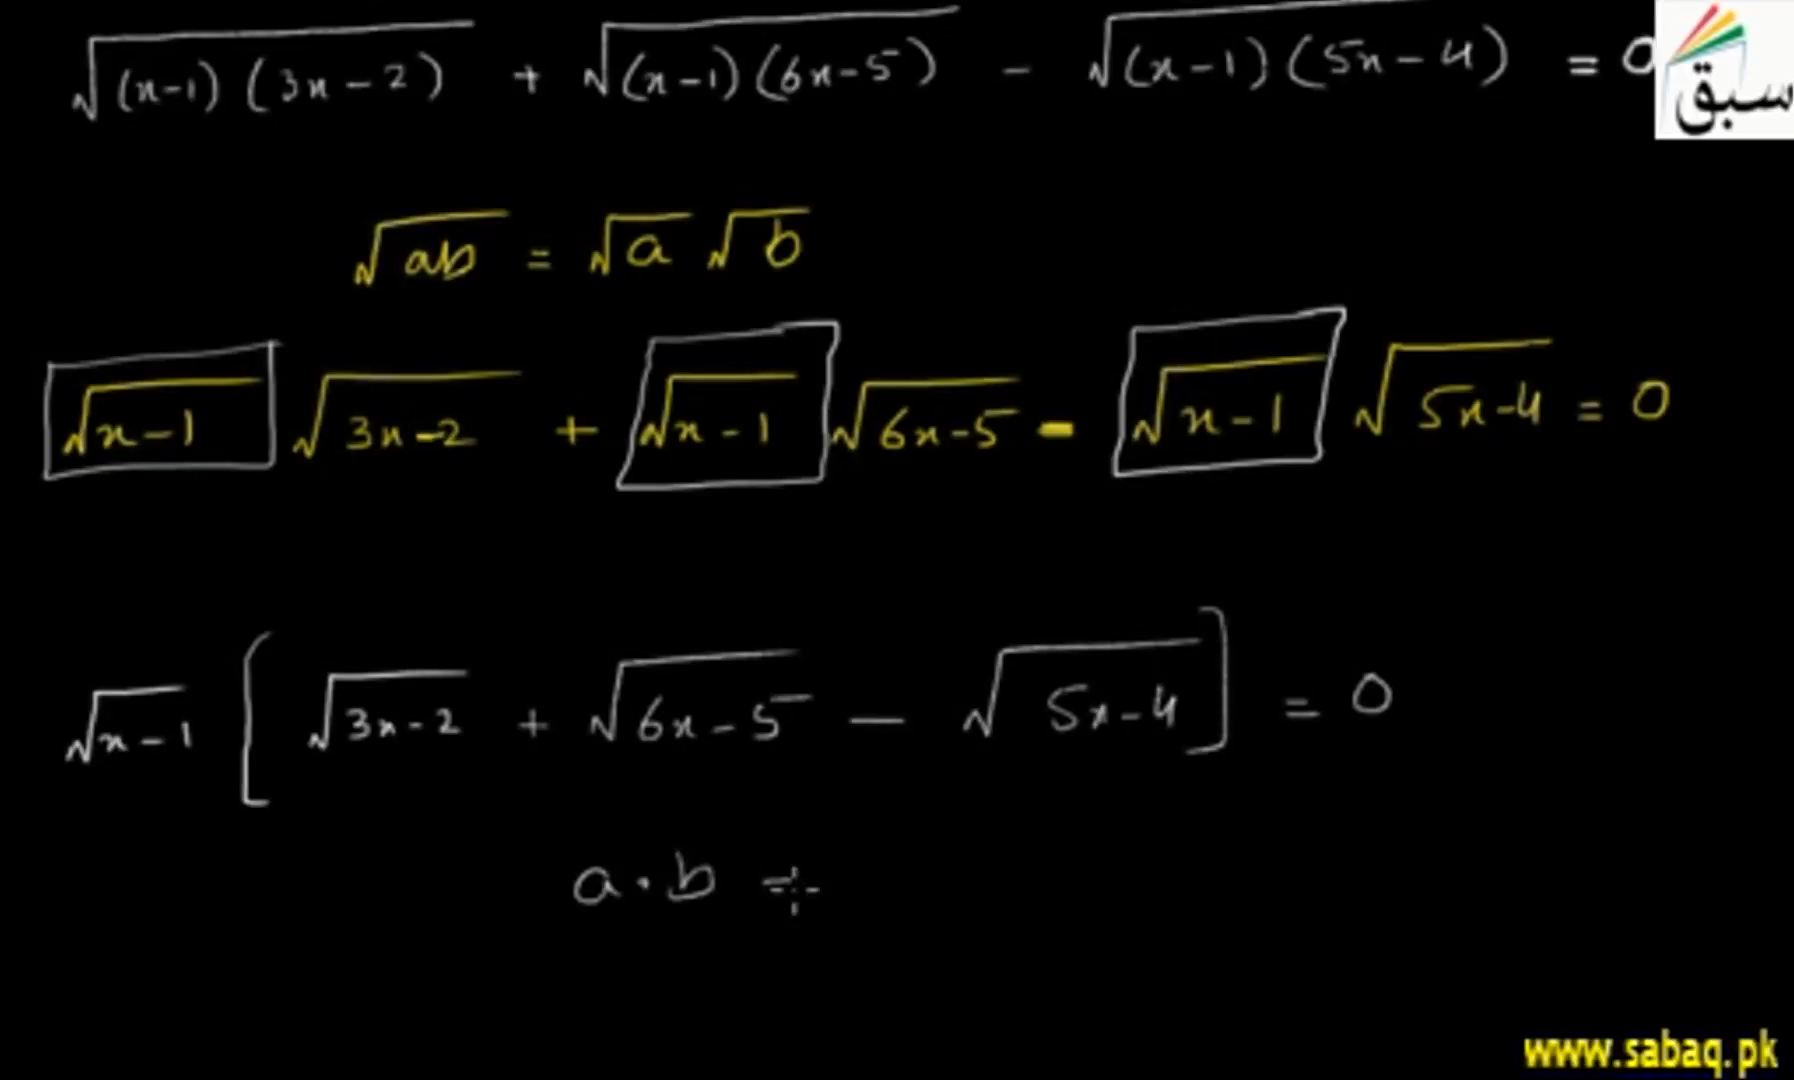 √(x-1)(3x-2) + √(x-1)(6x-5) - √(x-1)(5x-4) = 0
سبق
√ab = √a √b
√x-1 √3x-2 + √x-1 √6x-5 - √x-1 √5x-4 = 0
√x-1 [ √3x-2 + √6x-5 - √5x-4 ] = 0
a . b =
www.sabaq.pk